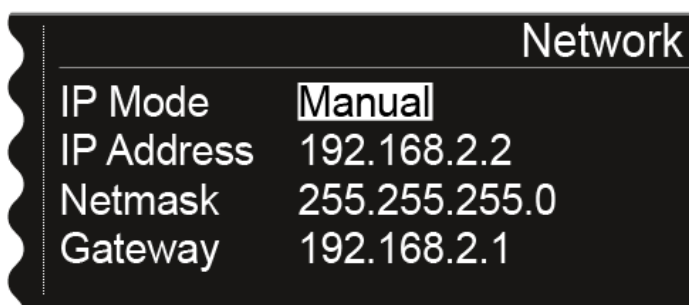 Network
IP Mode Manual
IP Address 192.168.2.2
Netmask 255.255.255.0
Gateway 192.168.2.1